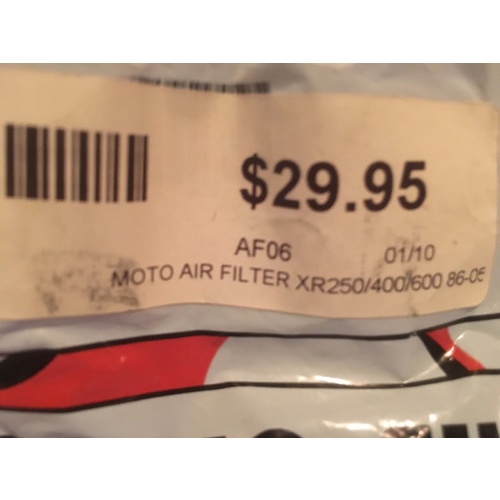 $29.95
AF06 01/10
MOTO AIR FILTER XR250/400/600 86-05